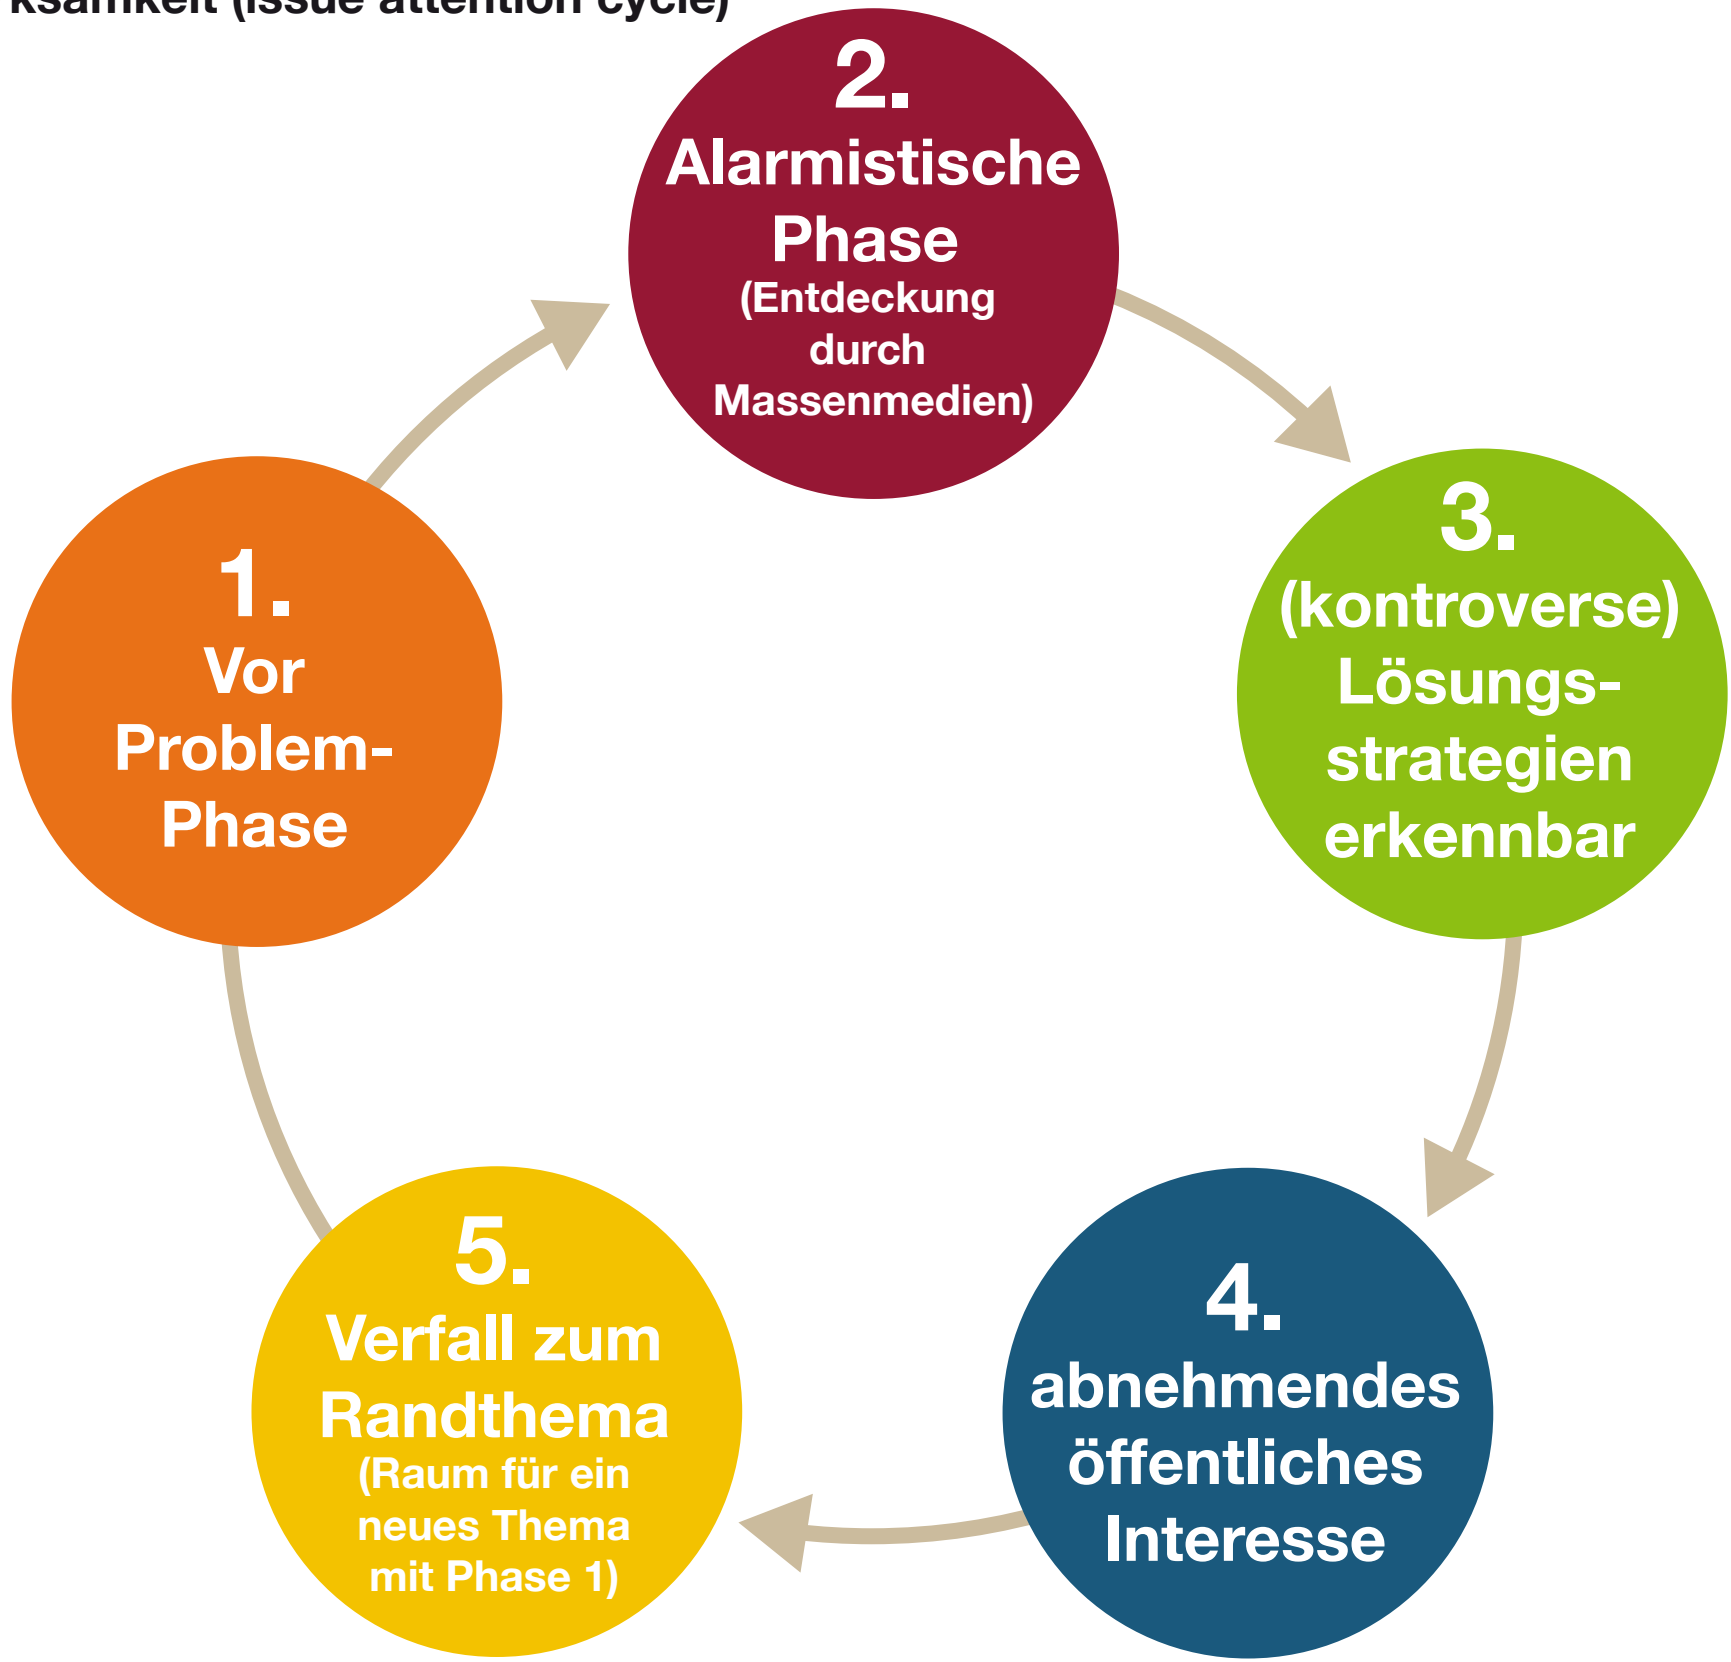 ksamkeit (issue attention cycle)
1.
Vor
Problem-
Phase
2.
Alarmistische
Phase
(Entdeckung
durch
Massenmedien)
3.
(kontroverse)
Lösungs-
strategien
erkennbar
4.
abnehmendes
öffentliches
Interesse
5.
Verfall zum
Randthema
(Raum für ein
neues Thema
mit Phase 1)